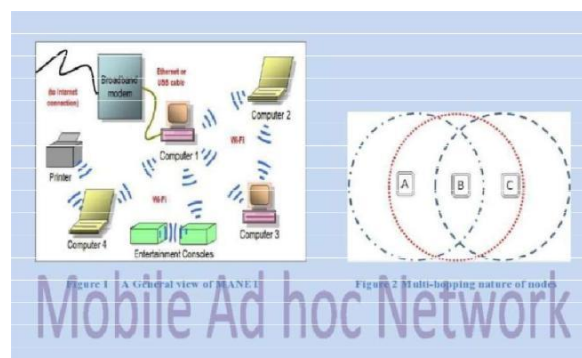 Broadband
modem
Ethernet or
USB cable
(to Internet
connection)
Computer 2
Computer 1
Wi-Fi
Printer
Wi-Fi
Computer 4
Computer 3
Entertainment Consoles
A
B
C
Figure 1 A General view of MANET
Figure 2 Multi-hopping nature of nodes
Mobile Ad hoc Network